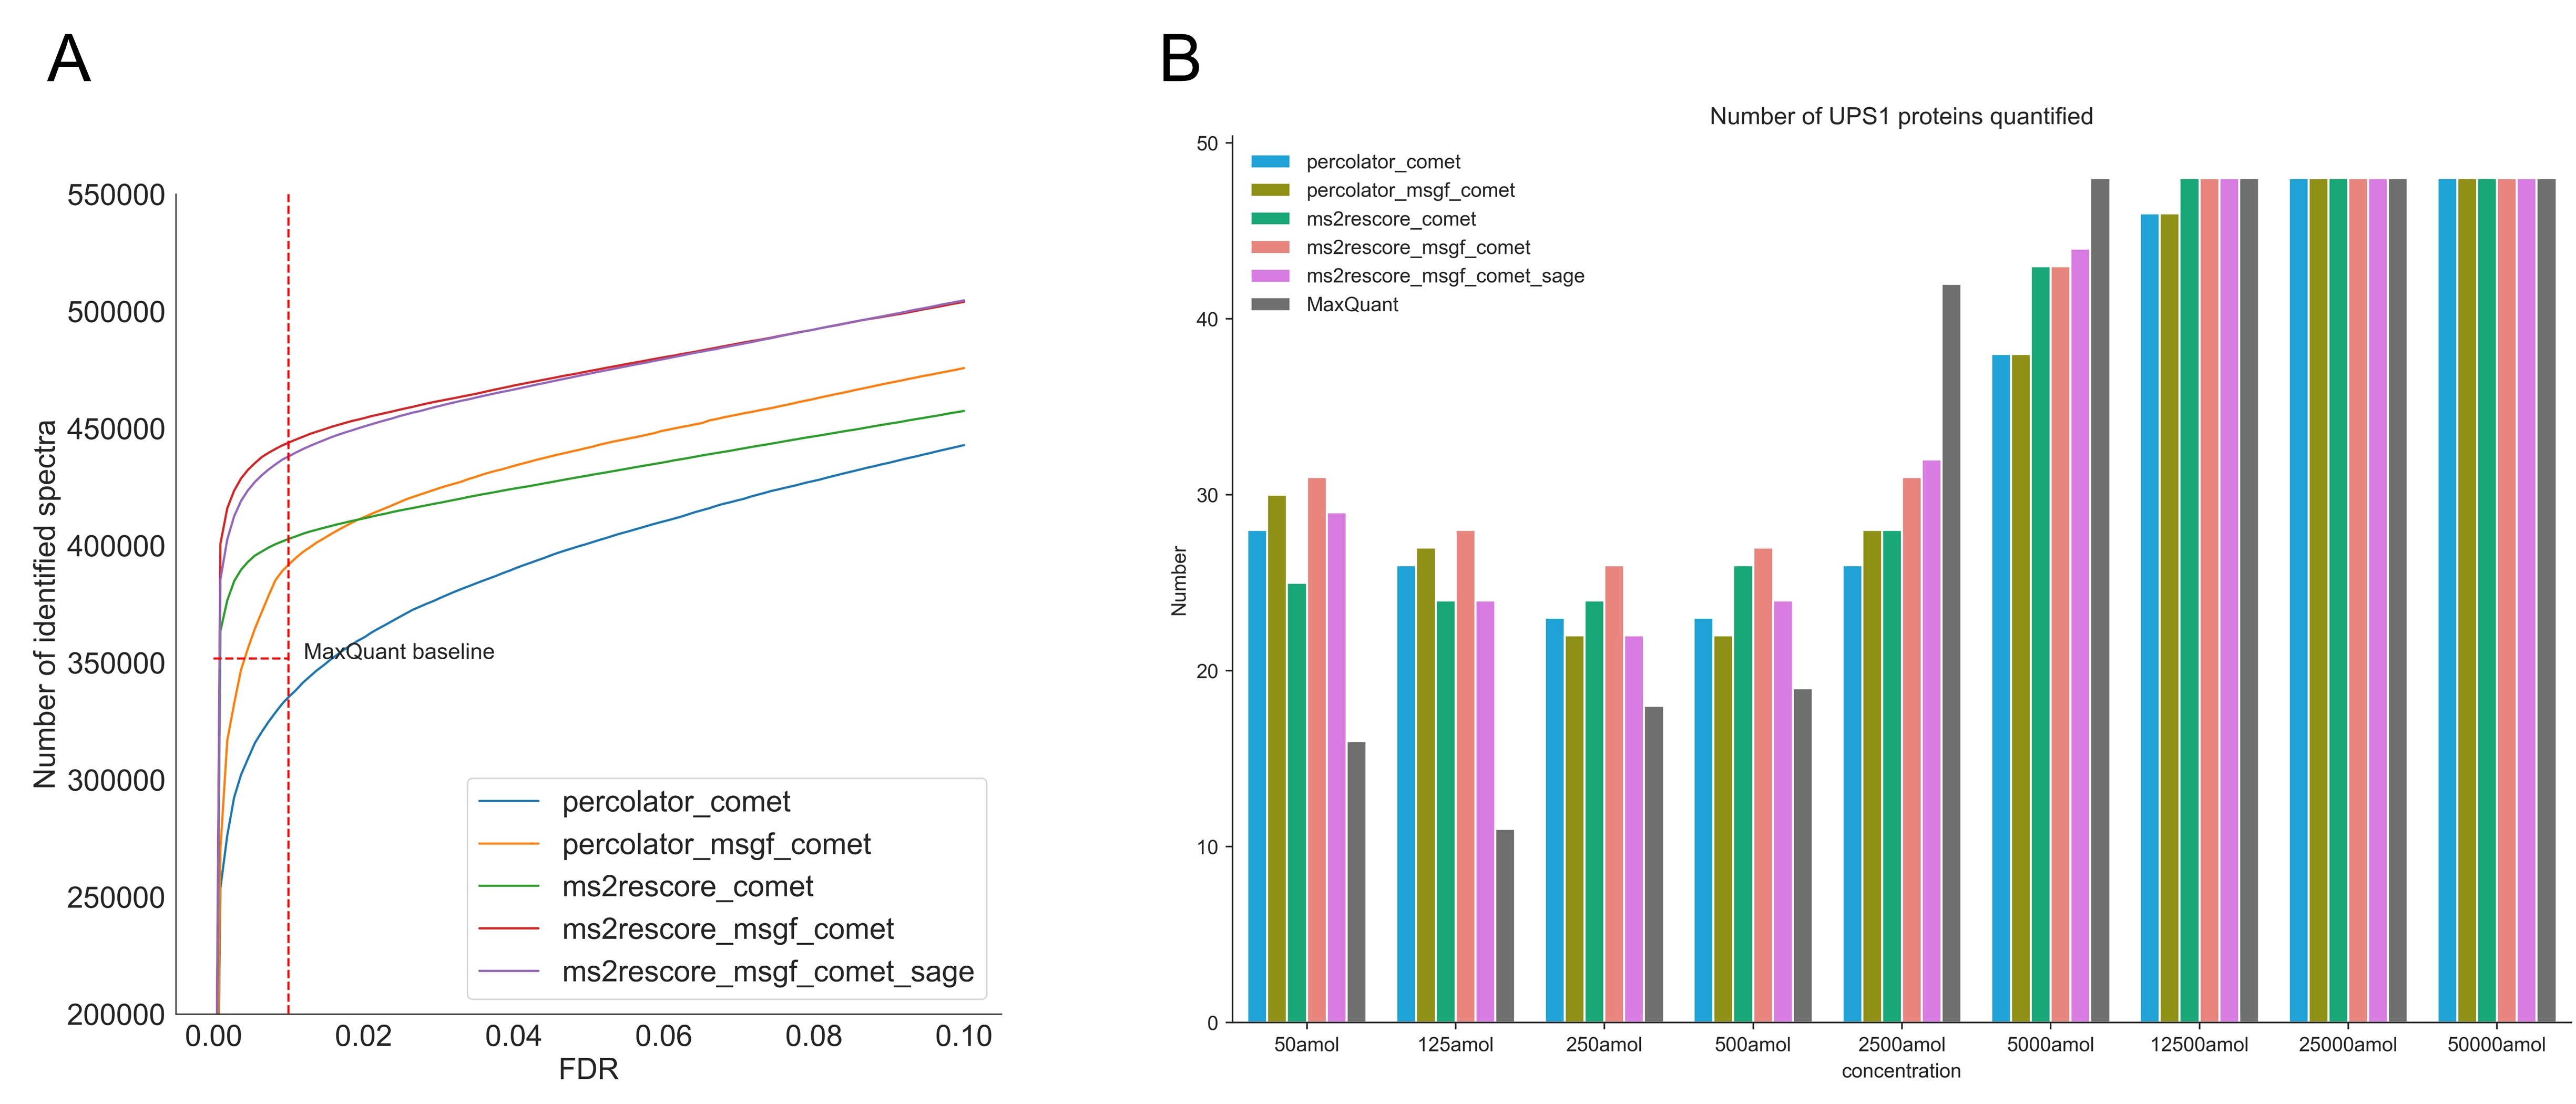 A
550000
500000
450000
400000
350000
300000
250000
200000
Number of identified spectra
MaxQuant baseline
percolator_comet
percolator_msgf_comet
ms2rescore_comet
ms2rescore_msgf_comet
ms2rescore_msgf_comet_sage
0.00 0.02 0.04 0.06 0.08 0.10
FDR
B
Number of UPS1 proteins quantified
50
40
30
20
10
0
Number
percolator_comet
percolator_msgf_comet
ms2rescore_comet
ms2rescore_msgf_comet
ms2rescore_msgf_comet_sage
MaxQuant
50amol 125amol 250amol 500amol 2500amol 5000amol 12500amol 25000amol 50000amol
concentration